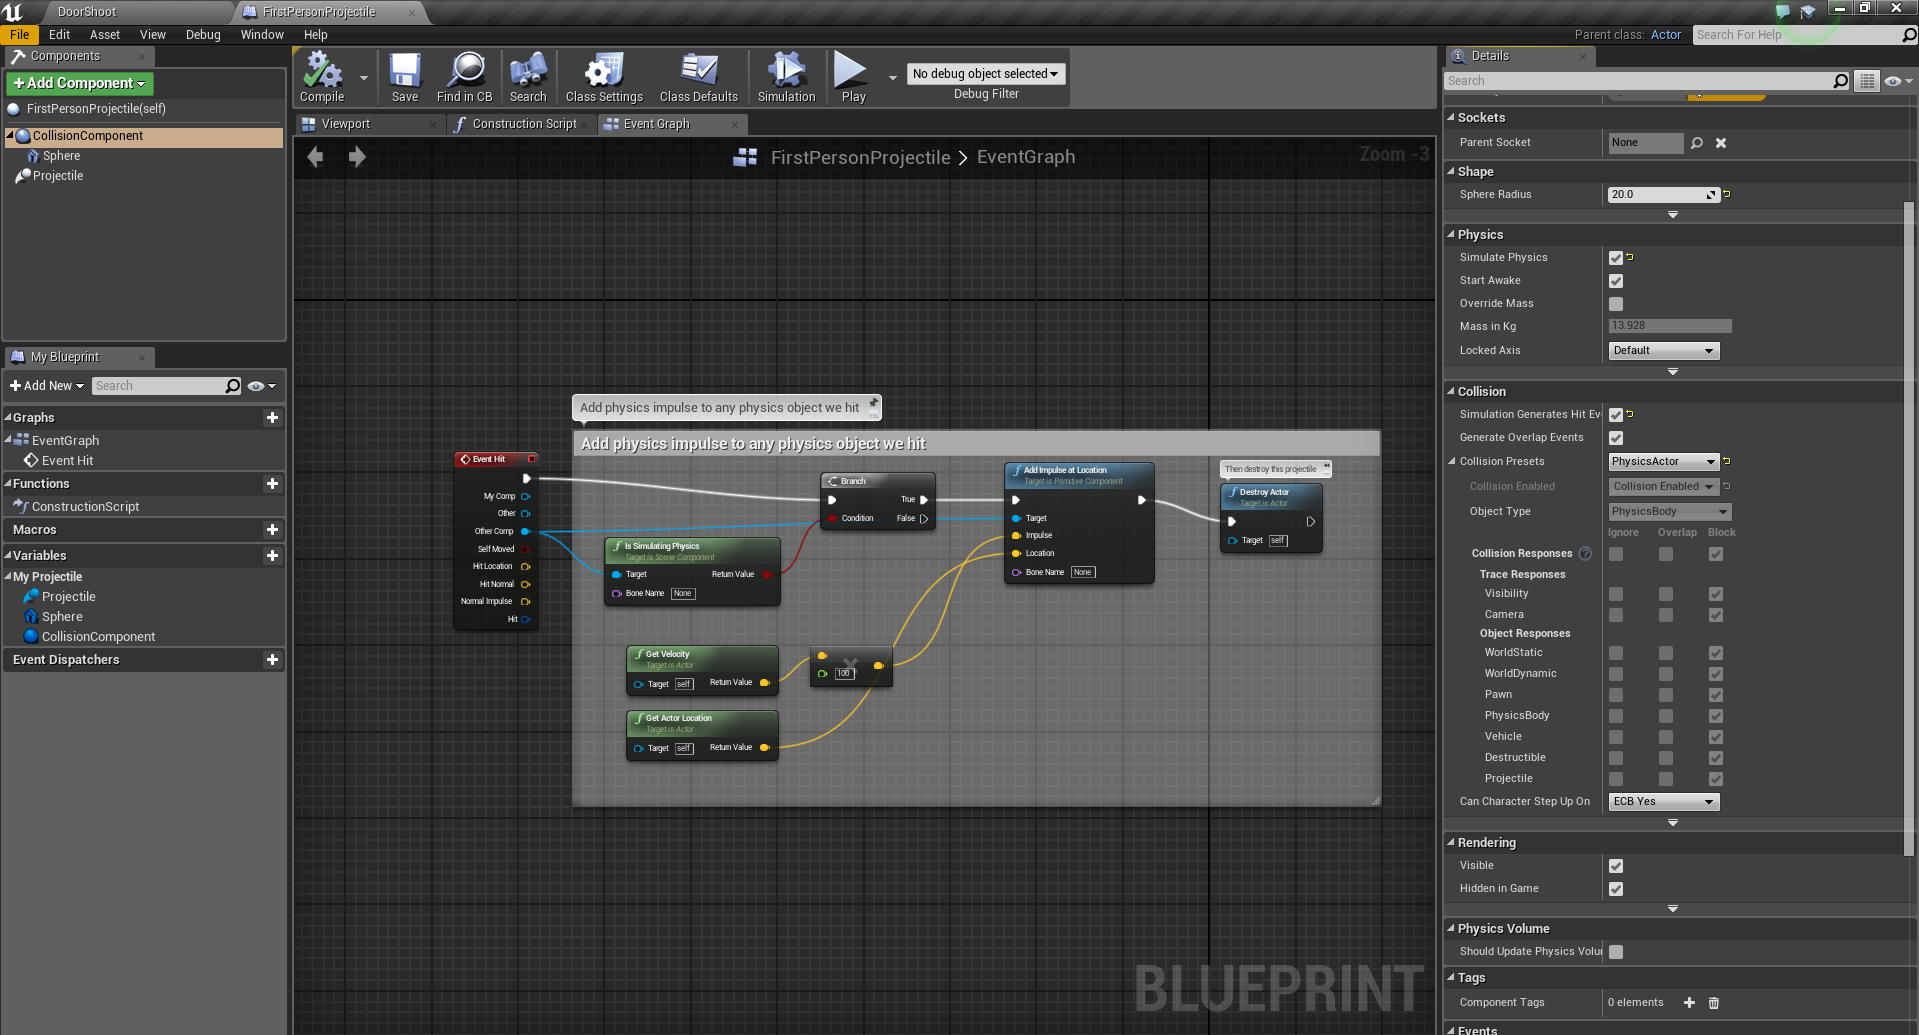 DoorShoot
FirstPersonProjectile
File Edit Asset View Debug Window Help
Parent class: Actor
Search For Help
Components
+Add Component
FirstPersonProjectile(self)
CollisionComponent
Sphere
Projectile
Compile
Save
Find in CB
Search
Class Settings
Class Defaults
Simulation
Play
No debug object selected
Debug Filter
Viewport
Construction Script
Event Graph
FirstPersonProjectile > EventGraph
Zoom -3
My Blueprint
+Add New
Search
Graphs
EventGraph
Event Hit
Functions
ConstructionScript
Macros
Variables
My Projectile
Projectile
Sphere
CollisionComponent
Event Dispatchers
Add physics impulse to any physics object we hit
Add physics impulse to any physics object we hit
Event Hit
My Comp
Other
Other Comp
Self Moved
Hit Location
Hit Normal
Normal Impulse
Hit
Is Simulating Physics
Target is Scene Component
Target
Return Value
Bone Name
None
Branch
True
Condition
False
Add Impulse at Location
Target is Primitive Component
Target
Impulse
Location
Bone Name
None
Then destroy this projectile
Destroy Actor
Target is Actor
Target
self
Get Velocity
Target is Actor
Target
self
Return Value
100
Get Actor Location
Target is Actor
Target
self
Return Value
BLUEPRINT
Details
Search
Sockets
Parent Socket
None
Shape
Sphere Radius
20.0
Physics
Simulate Physics
Start Awake
Override Mass
Mass in Kg
13.928
Locked Axis
Default
Collision
Simulation Generates Hit Ev
Generate Overlap Events
Collision Presets
PhysicsActor
Collision Enabled
Collision Enabled
Object Type
PhysicsBody
Ignore Overlap Block
Collision Responses
Trace Responses
Visibility
Camera
Object Responses
WorldStatic
WorldDynamic
Pawn
PhysicsBody
Vehicle
Destructible
Projectile
Can Character Step Up On
ECB Yes
Rendering
Visible
Hidden in Game
Physics Volume
Should Update Physics Volu
Tags
Component Tags
0 elements
Events